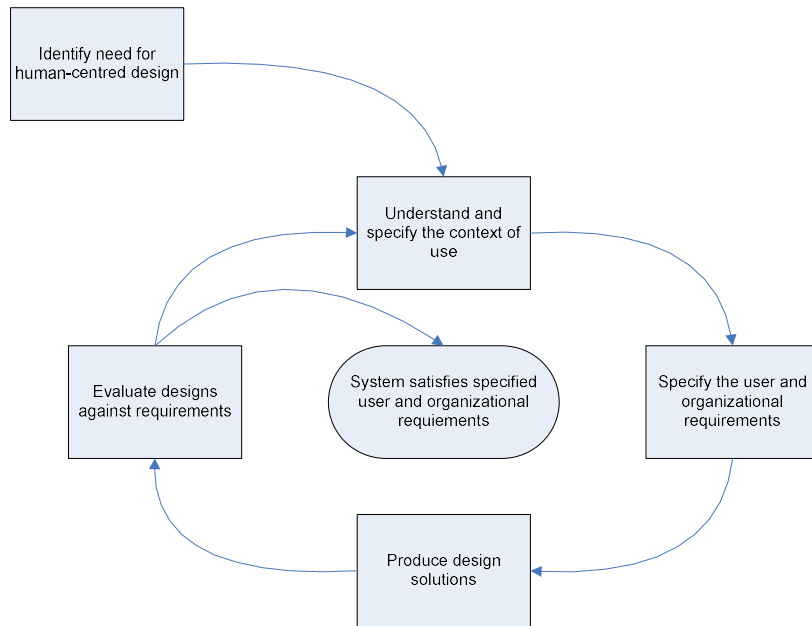 Identify need for
human-centred design
Understand and
specify the context of
use
Evaluate designs
against requirements
System satisfies specified
user and organizational
requiements
Specify the user and
organizational
requirements
Produce design
solutions